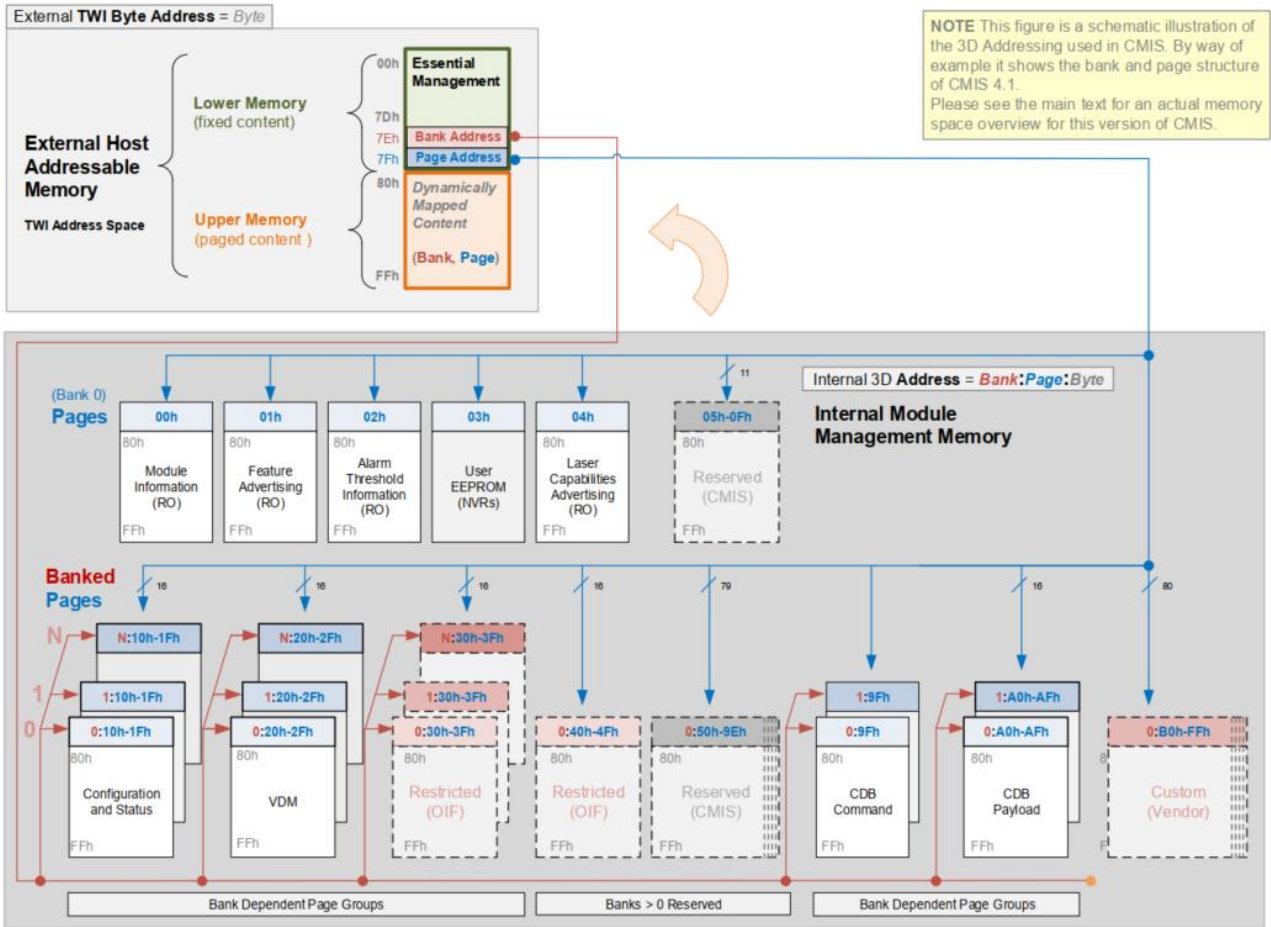 External TWI Byte Address = Byte
NOTE This figure is a schematic illustration of
the 3D Addressing used in CMIS. By way of
example it shows the bank and page structure
of CMIS 4.1.
Please see the main text for an actual memory
space overview for this version of CMIS.
External Host
Addressable
Memory
TWI Address Space
Lower Memory
(fixed content)
Upper Memory
(paged content )
00h
7Dh
7Eh
7Fh
80h
FFh
Essential
Management
Bank Address
Page Address
Dynamically
Mapped
Content
(Bank, Page)
Internal 3D Address = Bank:Page:Byte
Internal Module
Management Memory
(Bank 0)
Pages
11
00h
80h
Module
Information
(RO)
FFh
01h
80h
Feature
Advertising
(RO)
FFh
02h
80h
Alarm
Threshold
Information
(RO)
FFh
03h
User
EEPROM
(NVRs)
04h
80h
Laser
Capabilities
Advertising
(RO)
FFh
05h-0Fh
80h
Reserved
(CMIS)
FFh
Banked
Pages
16
16
16
16
79
16
80
N
1
0
N:10h-1Fh
1:10h-1Fh
0:10h-1Fh
80h
Configuration
and Status
FFh
N:20h-2Fh
1:20h-2Fh
0:20h-2Fh
80h
VDM
FFh
N:30h-3Fh
1:30h-3Fh
0:30h-3Fh
80h
Restricted
(OIF)
FFh
0:40h-4Fh
80h
Restricted
(OIF)
FFh
0:50h-9Eh
80h
Reserved
(CMIS)
FFh
1:9Fh
0:9Fh
80h
CDB
Command
FFh
1:A0h-AFh
0:A0h-AFh
80h
CDB
Payload
FFh
0:B0h-FFh
Custom
(Vendor)
Bank Dependent Page Groups
Banks > 0 Reserved
Bank Dependent Page Groups